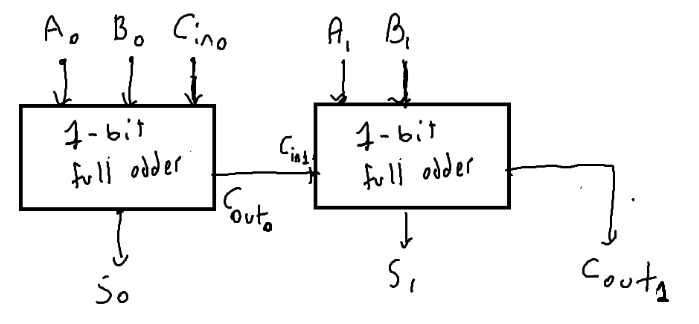 A₀ B₀ Cin₀
A₁ B₁
1-bit
full odder
Cin1
1-bit
full odder
Cout₀
S₀
S₁
Cout₁